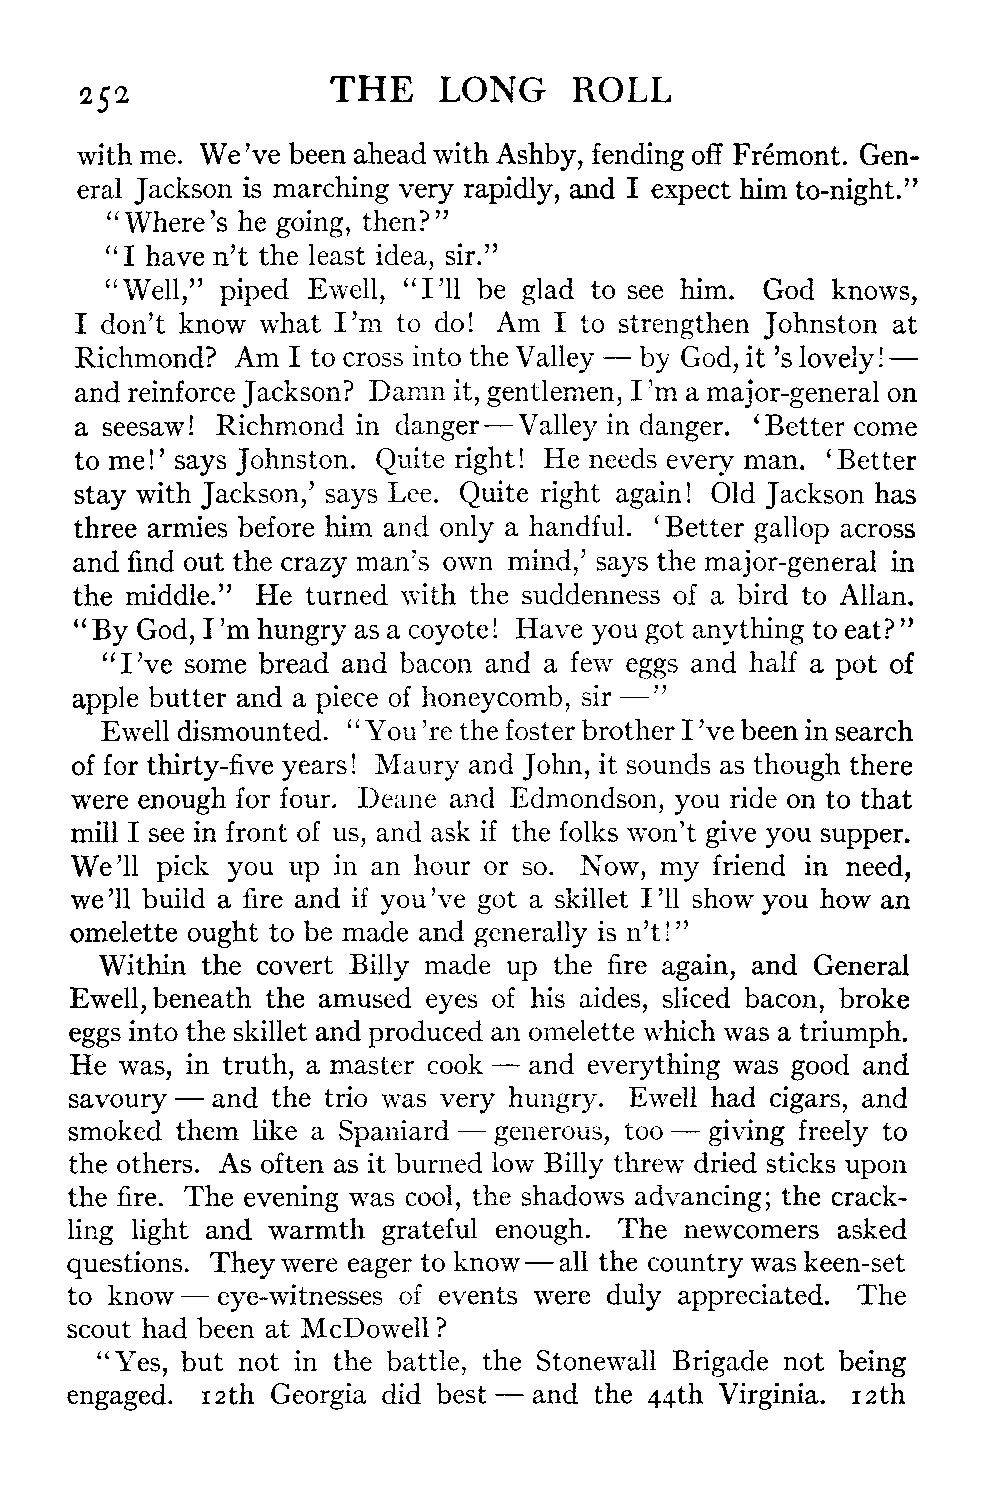 252 THE LONG ROLL
with me. We've been ahead with Ashby, fending off Frémont. Gen-
eral Jackson is marching very rapidly, and I expect him to-night."
"Where's he going, then?"
"I have n't the least idea, sir."
"Well," piped Ewell, "I'll be glad to see him. God knows,
I don't know what I'm to do! Am I to strengthen Johnston at
Richmond? Am I to cross into the Valley — by God, it 's lovely! —
and reinforce Jackson? Damn it, gentlemen, I'm a major-general on
a seesaw! Richmond in danger — Valley in danger. 'Better come
to me!' says Johnston. Quite right! He needs every man. 'Better
stay with Jackson,' says Lee. Quite right again! Old Jackson has
three armies before him and only a handful. 'Better gallop across
and find out the crazy man's own mind,' says the major-general in
the middle." He turned with the suddenness of a bird to Allan.
"By God, I'm hungry as a coyote! Have you got anything to eat?"
"I've some bread and bacon and a few eggs and half a pot of
apple butter and a piece of honeycomb, sir —"
Ewell dismounted. "You're the foster brother I've been in search
of for thirty-five years! Maury and John, it sounds as though there
were enough for four. Deane and Edmondson, you ride on to that
mill I see in front of us, and ask if the folks won't give you supper.
We'll pick you up in an hour or so. Now, my friend in need,
we'll build a fire and if you've got a skillet I'll show you how an
omelette ought to be made and generally is n't!"
Within the covert Billy made up the fire again, and General
Ewell, beneath the amused eyes of his aides, sliced bacon, broke
eggs into the skillet and produced an omelette which was a triumph.
He was, in truth, a master cook — and everything was good and
savoury — and the trio was very hungry. Ewell had cigars, and
smoked them like a Spaniard — generous, too — giving freely to
the others. As often as it burned low Billy threw dried sticks upon
the fire. The evening was cool, the shadows advancing; the crack-
ling light and warmth grateful enough. The newcomers asked
questions. They were eager to know — all the country was keen-set
to know — eye-witnesses of events were duly appreciated. The
scout had been at McDowell?
"Yes, but not in the battle, the Stonewall Brigade not being
engaged. 12th Georgia did best — and the 44th Virginia. 12th